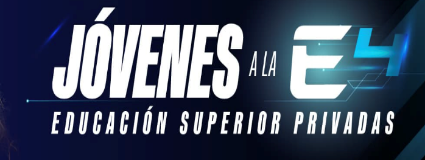 JÓVENES A LA E4
EDUCACIÓN SUPERIOR PRIVADAS